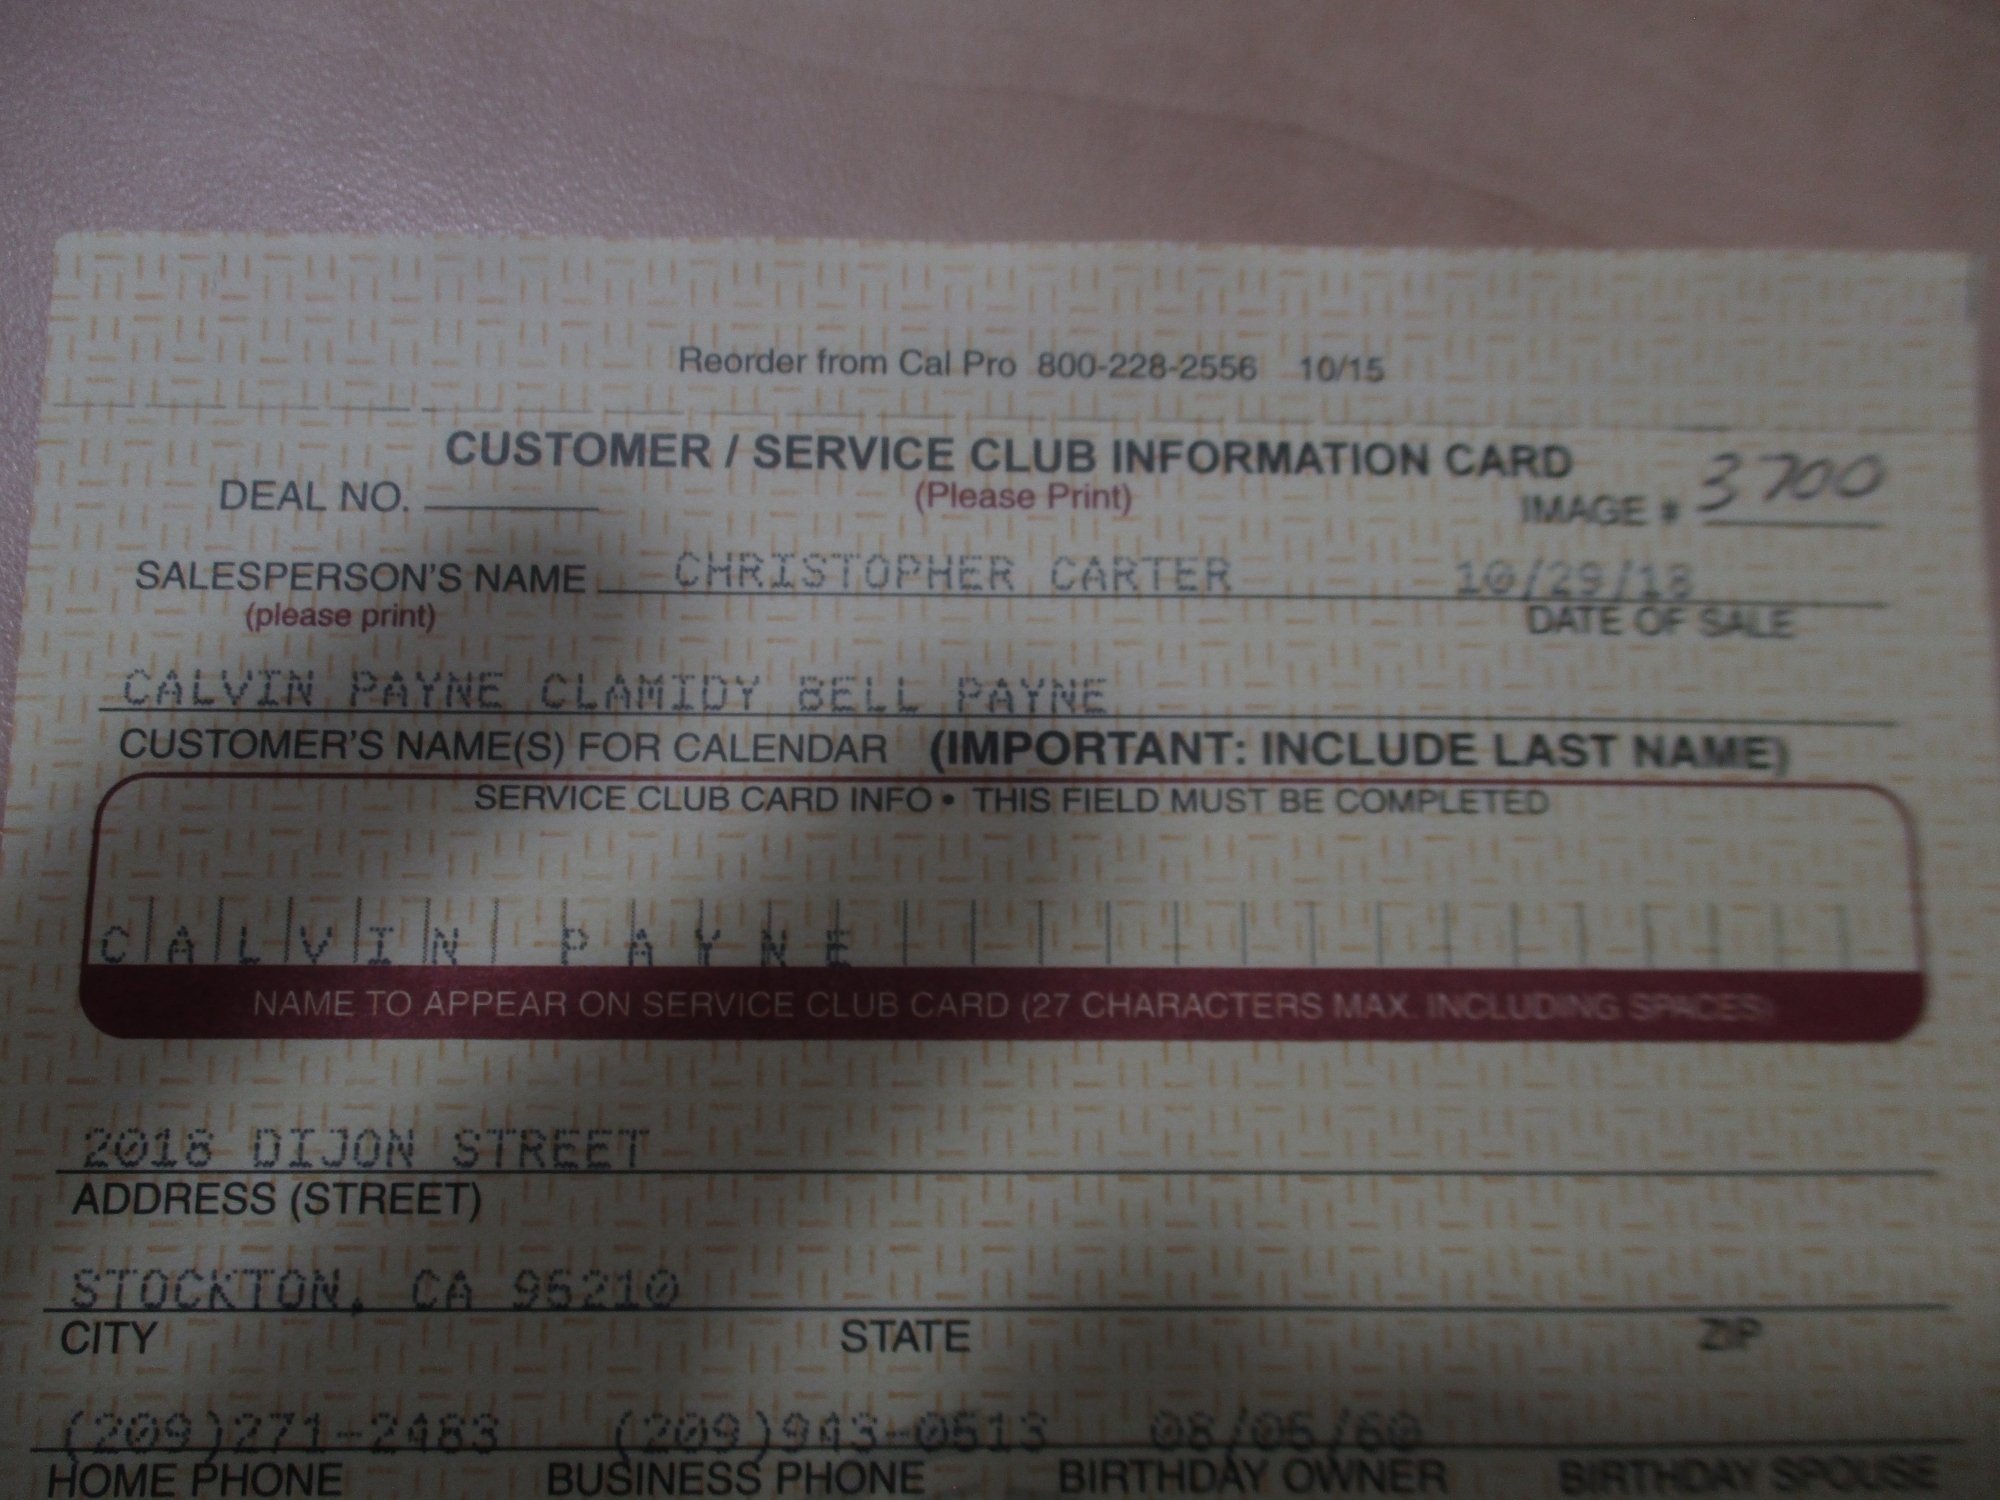 Reorder from Cal Pro 800-228-2556 10/15
CUSTOMER / SERVICE CLUB INFORMATION CARD
DEAL NO. (Please Print) IMAGE # 3700
SALESPERSON'S NAME CHRISTOPHER CARTER 10/29/18
(please print) DATE OF SALE
CALVIN PAYNE CLAMIDY BELL PAYNE
CUSTOMER'S NAME(S) FOR CALENDAR (IMPORTANT: INCLUDE LAST NAME)
SERVICE CLUB CARD INFO • THIS FIELD MUST BE COMPLETED
CALVIN PAYNE
NAME TO APPEAR ON SERVICE CLUB CARD (27 CHARACTERS MAX. INCLUDING SPACES)
2018 DIJON STREET
ADDRESS (STREET)
STOCKTON, CA 95210
CITY STATE ZIP
(209)271-2483 (209)943-0513 08/05/60
HOME PHONE BUSINESS PHONE BIRTHDAY OWNER BIRTHDAY SPOUSE